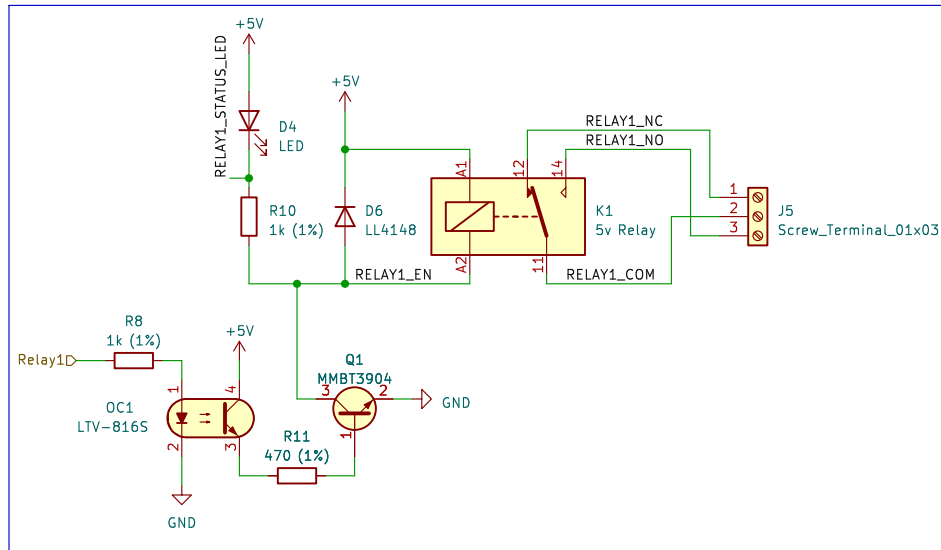 +5V
RELAY1_STATUS_LED
D4
LED
+5V
R10
1k (1%)
D6
LL4148
RELAY1_EN
A1
A2
12
14
11
K1
5v Relay
RELAY1_NC
RELAY1_NO
RELAY1_COM
1
2
3
J5
Screw_Terminal_01x03
Relay1
R8
1k (1%)
+5V
OC1
LTV-816S
1
2
4
3
GND
R11
470 (1%)
Q1
MMBT3904
3
2
1
GND